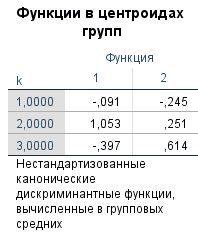 Функции в центроидах
групп
Функция
k 1 2
1,0000 -,091 -,245
2,0000 1,053 ,251
3,0000 -,397 ,614
Нестандартизованные
канонические
дискриминантные функции,
вычисленные в групповых
средних